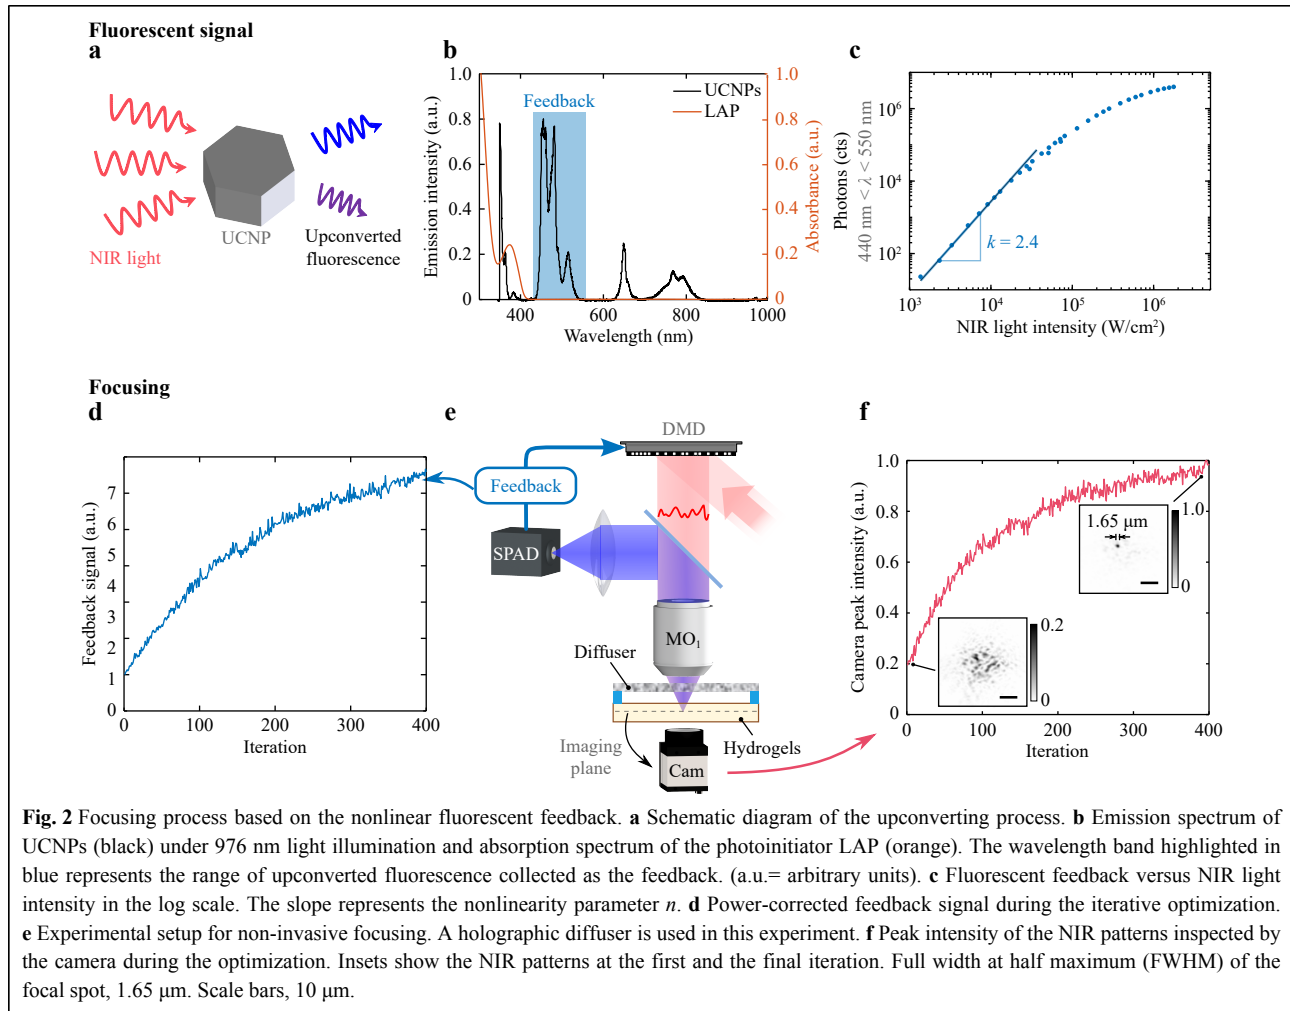 Fluorescent signal
a
NIR light
UCNP
Upconverted
fluorescence
b
Emission intensity (a.u.)
1.0
0.8
0.6
0.4
0.2
0
Feedback
UCNPs
LAP
1.0
0.8
0.6
0.4
0.2
0
Absorbance (a.u.)
400
600
800
1000
Wavelength (nm)
c
Photons (cts)
440 nm < λ < 550 nm
10⁶
10⁴
10²
k = 2.4
10³
10⁴
10⁵
10⁶
NIR light intensity (W/cm²)
Focusing
d
Feedback signal (a.u.)
7
6
5
4
3
2
1
0
0
100
200
300
400
Iteration
e
DMD
Feedback
SPAD
MO₁
Diffuser
Imaging
plane
Hydrogels
Cam
f
Camera peak intensity (a.u.)
1.0
0.8
0.6
0.4
0.2
0
1.65 μm
1.0
0
0.2
0
0
100
200
300
400
Iteration
Fig. 2 Focusing process based on the nonlinear fluorescent feedback. a Schematic diagram of the upconverting process. b Emission spectrum of
UCNPs (black) under 976 nm light illumination and absorption spectrum of the photoinitiator LAP (orange). The wavelength band highlighted in
blue represents the range of upconverted fluorescence collected as the feedback. (a.u.= arbitrary units). c Fluorescent feedback versus NIR light
intensity in the log scale. The slope represents the nonlinearity parameter n. d Power-corrected feedback signal during the iterative optimization.
e Experimental setup for non-invasive focusing. A holographic diffuser is used in this experiment. f Peak intensity of the NIR patterns inspected by
the camera during the optimization. Insets show the NIR patterns at the first and the final iteration. Full width at half maximum (FWHM) of the
focal spot, 1.65 μm. Scale bars, 10 μm.